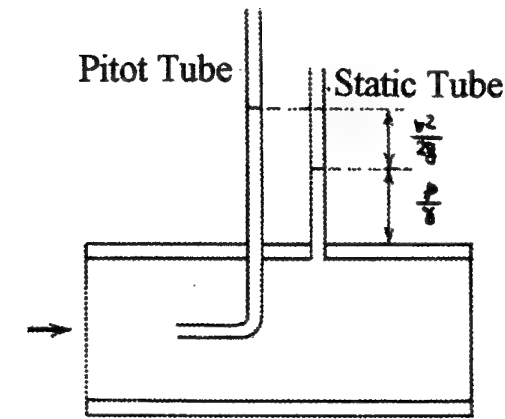 Pitot Tube
Static Tube
v²
2g
p
γ